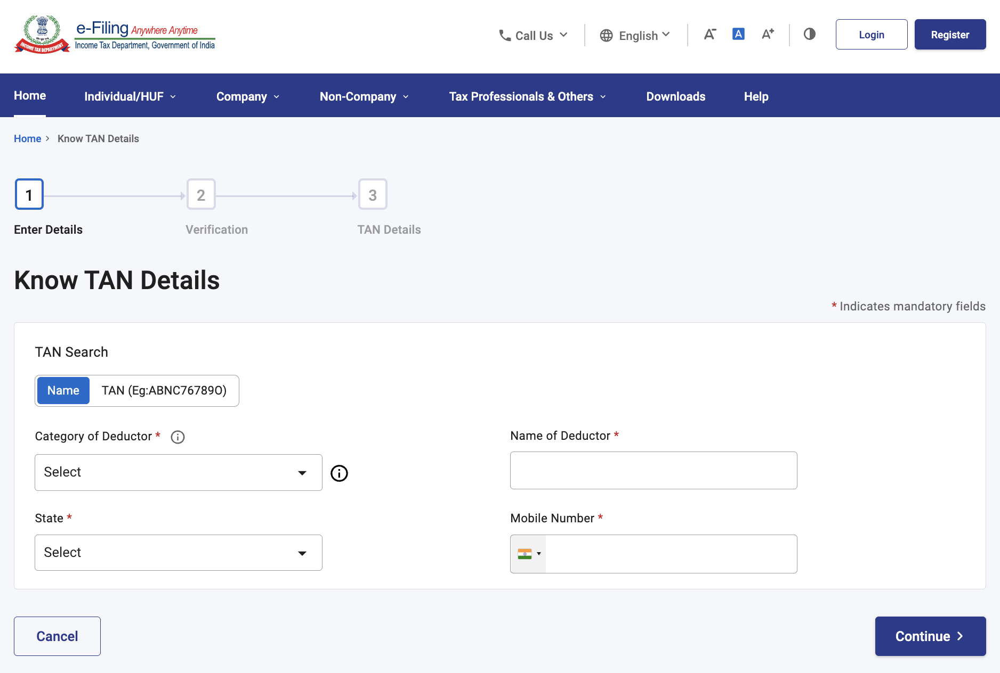 e-Filing Anywhere Anytime
Income Tax Department, Government of India
INCOME TAX DEPARTMENT
Call Us
English
A-
A
A+
Login
Register
Home
Individual/HUF
Company
Non-Company
Tax Professionals & Others
Downloads
Help
Home > Know TAN Details
1
2
3
Enter Details
Verification
TAN Details
Know TAN Details
* Indicates mandatory fields
TAN Search
Name
TAN (Eg:ABNC76789O)
Category of Deductor *
Name of Deductor *
Select
State *
Mobile Number *
Select
Cancel
Continue >